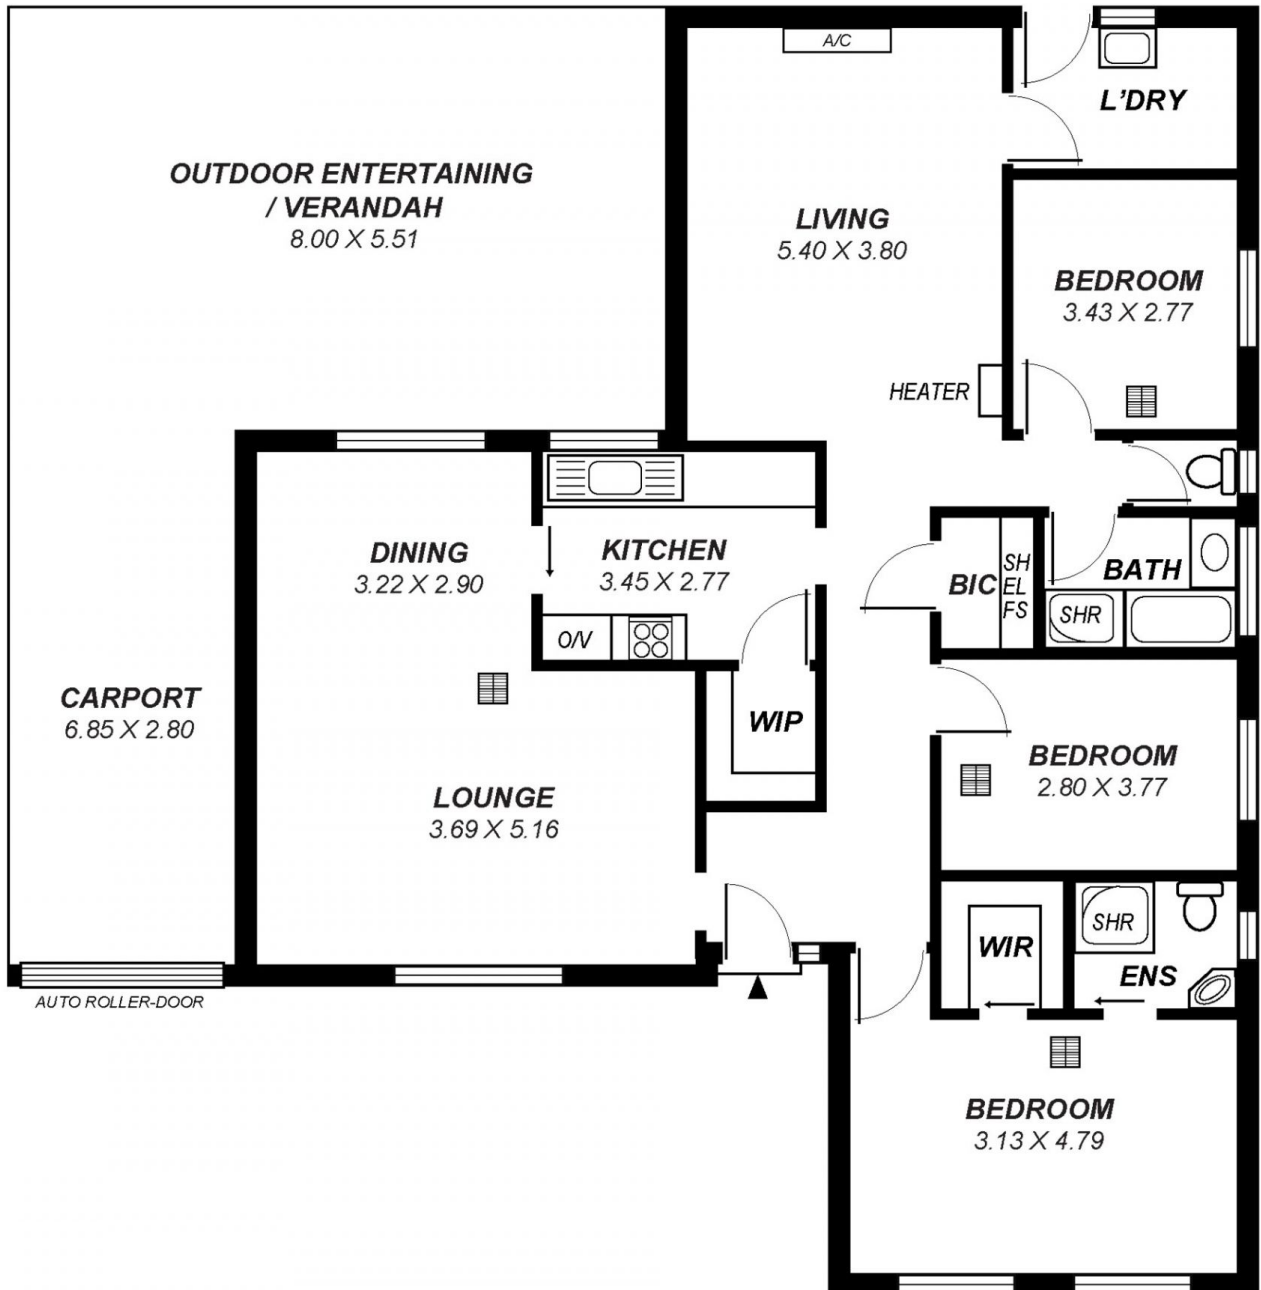 A/C
L'DRY
OUTDOOR ENTERTAINING
/ VERANDAH
8.00 X 5.51
LIVING
5.40 X 3.80
BEDROOM
3.43 X 2.77
HEATER
DINING
3.22 X 2.90
KITCHEN
3.45 X 2.77
BIC
SH
EL
FS
BATH
SHR
O/V
CARPORT
6.85 X 2.80
WIP
BEDROOM
2.80 X 3.77
LOUNGE
3.69 X 5.16
SHR
WIR
ENS
AUTO ROLLER-DOOR
BEDROOM
3.13 X 4.79